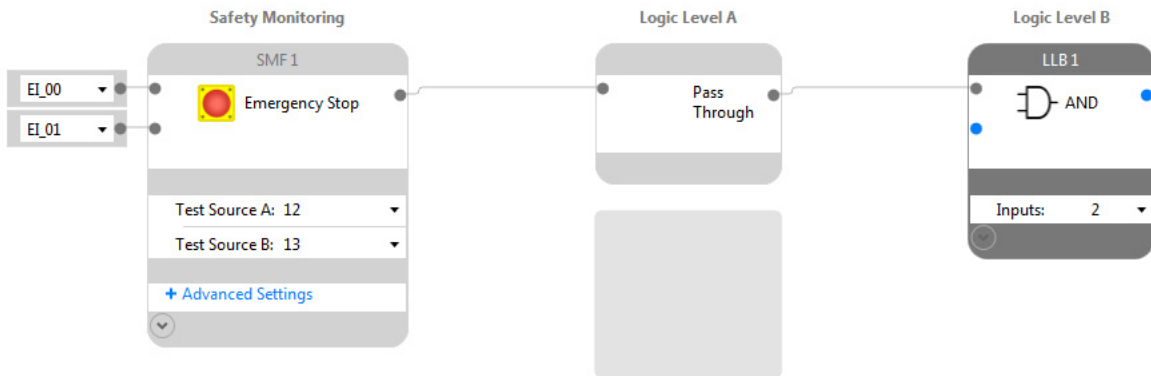 Safety Monitoring
Logic Level A
Logic Level B
SMF 1
LLB 1
EI_00
EI_01
Emergency Stop
Pass
Through
AND
Test Source A: 12
Test Source B: 13
+ Advanced Settings
Inputs: 2